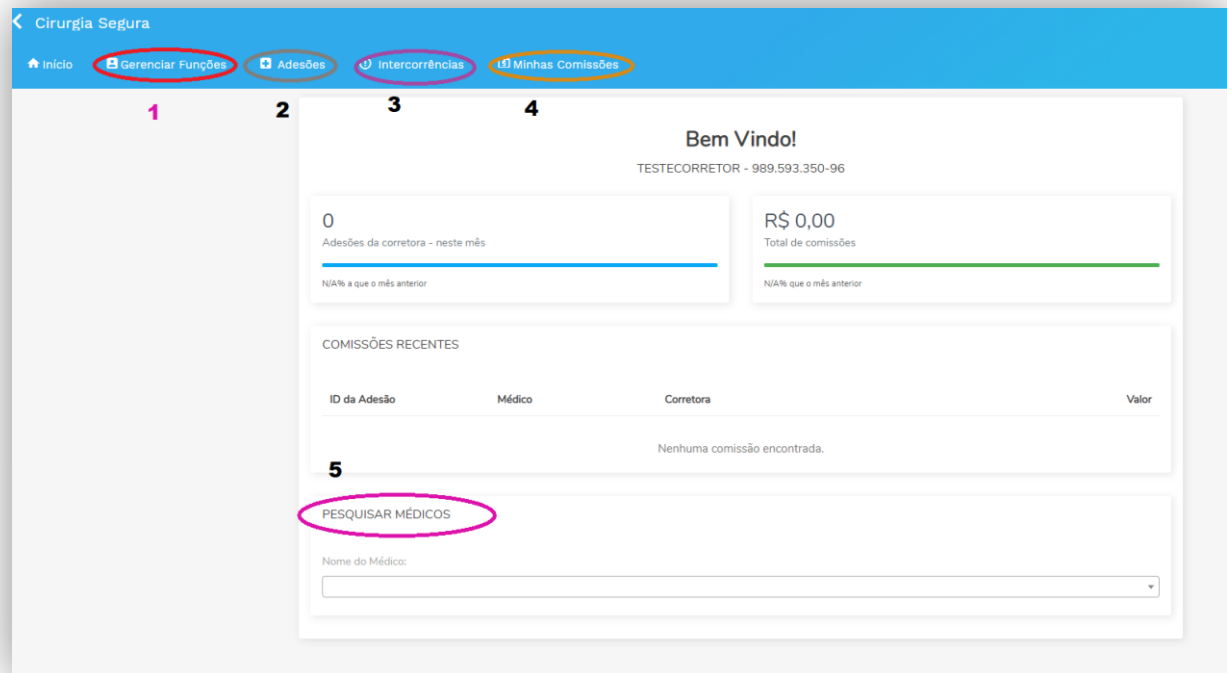 Cirurgia Segura
Início Gerenciar Funções Adesões Intercorrências Minhas Comissões
1 2 3 4
Bem Vindo!
TESTECORRETOR - 989.593.350-96
0 R$ 0,00
Adesões da corretora - neste mês Total de comissões
N/A% a que o mês anterior N/A% que o mês anterior
COMISSÕES RECENTES
ID da Adesão Médico Corretora Valor
Nenhuma comissão encontrada.
5
PESQUISAR MÉDICOS
Nome do Médico: